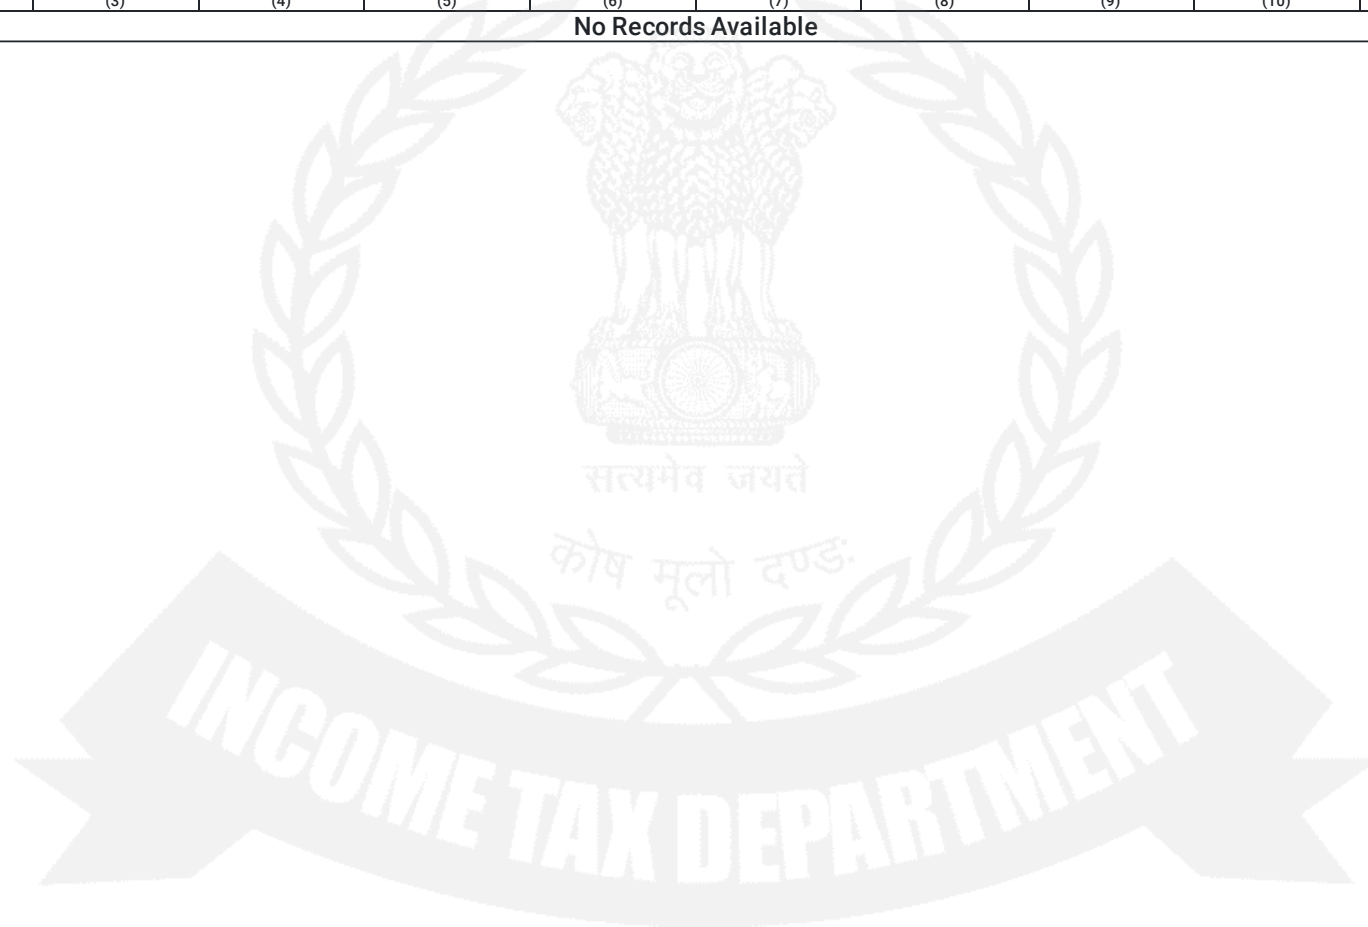 (3) (4) (5) (6) (7) (8) (9) (10)
No Records Available
सत्यमेव जयते
कोष मूलो दण्डः
INCOME TAX DEPARTMENT